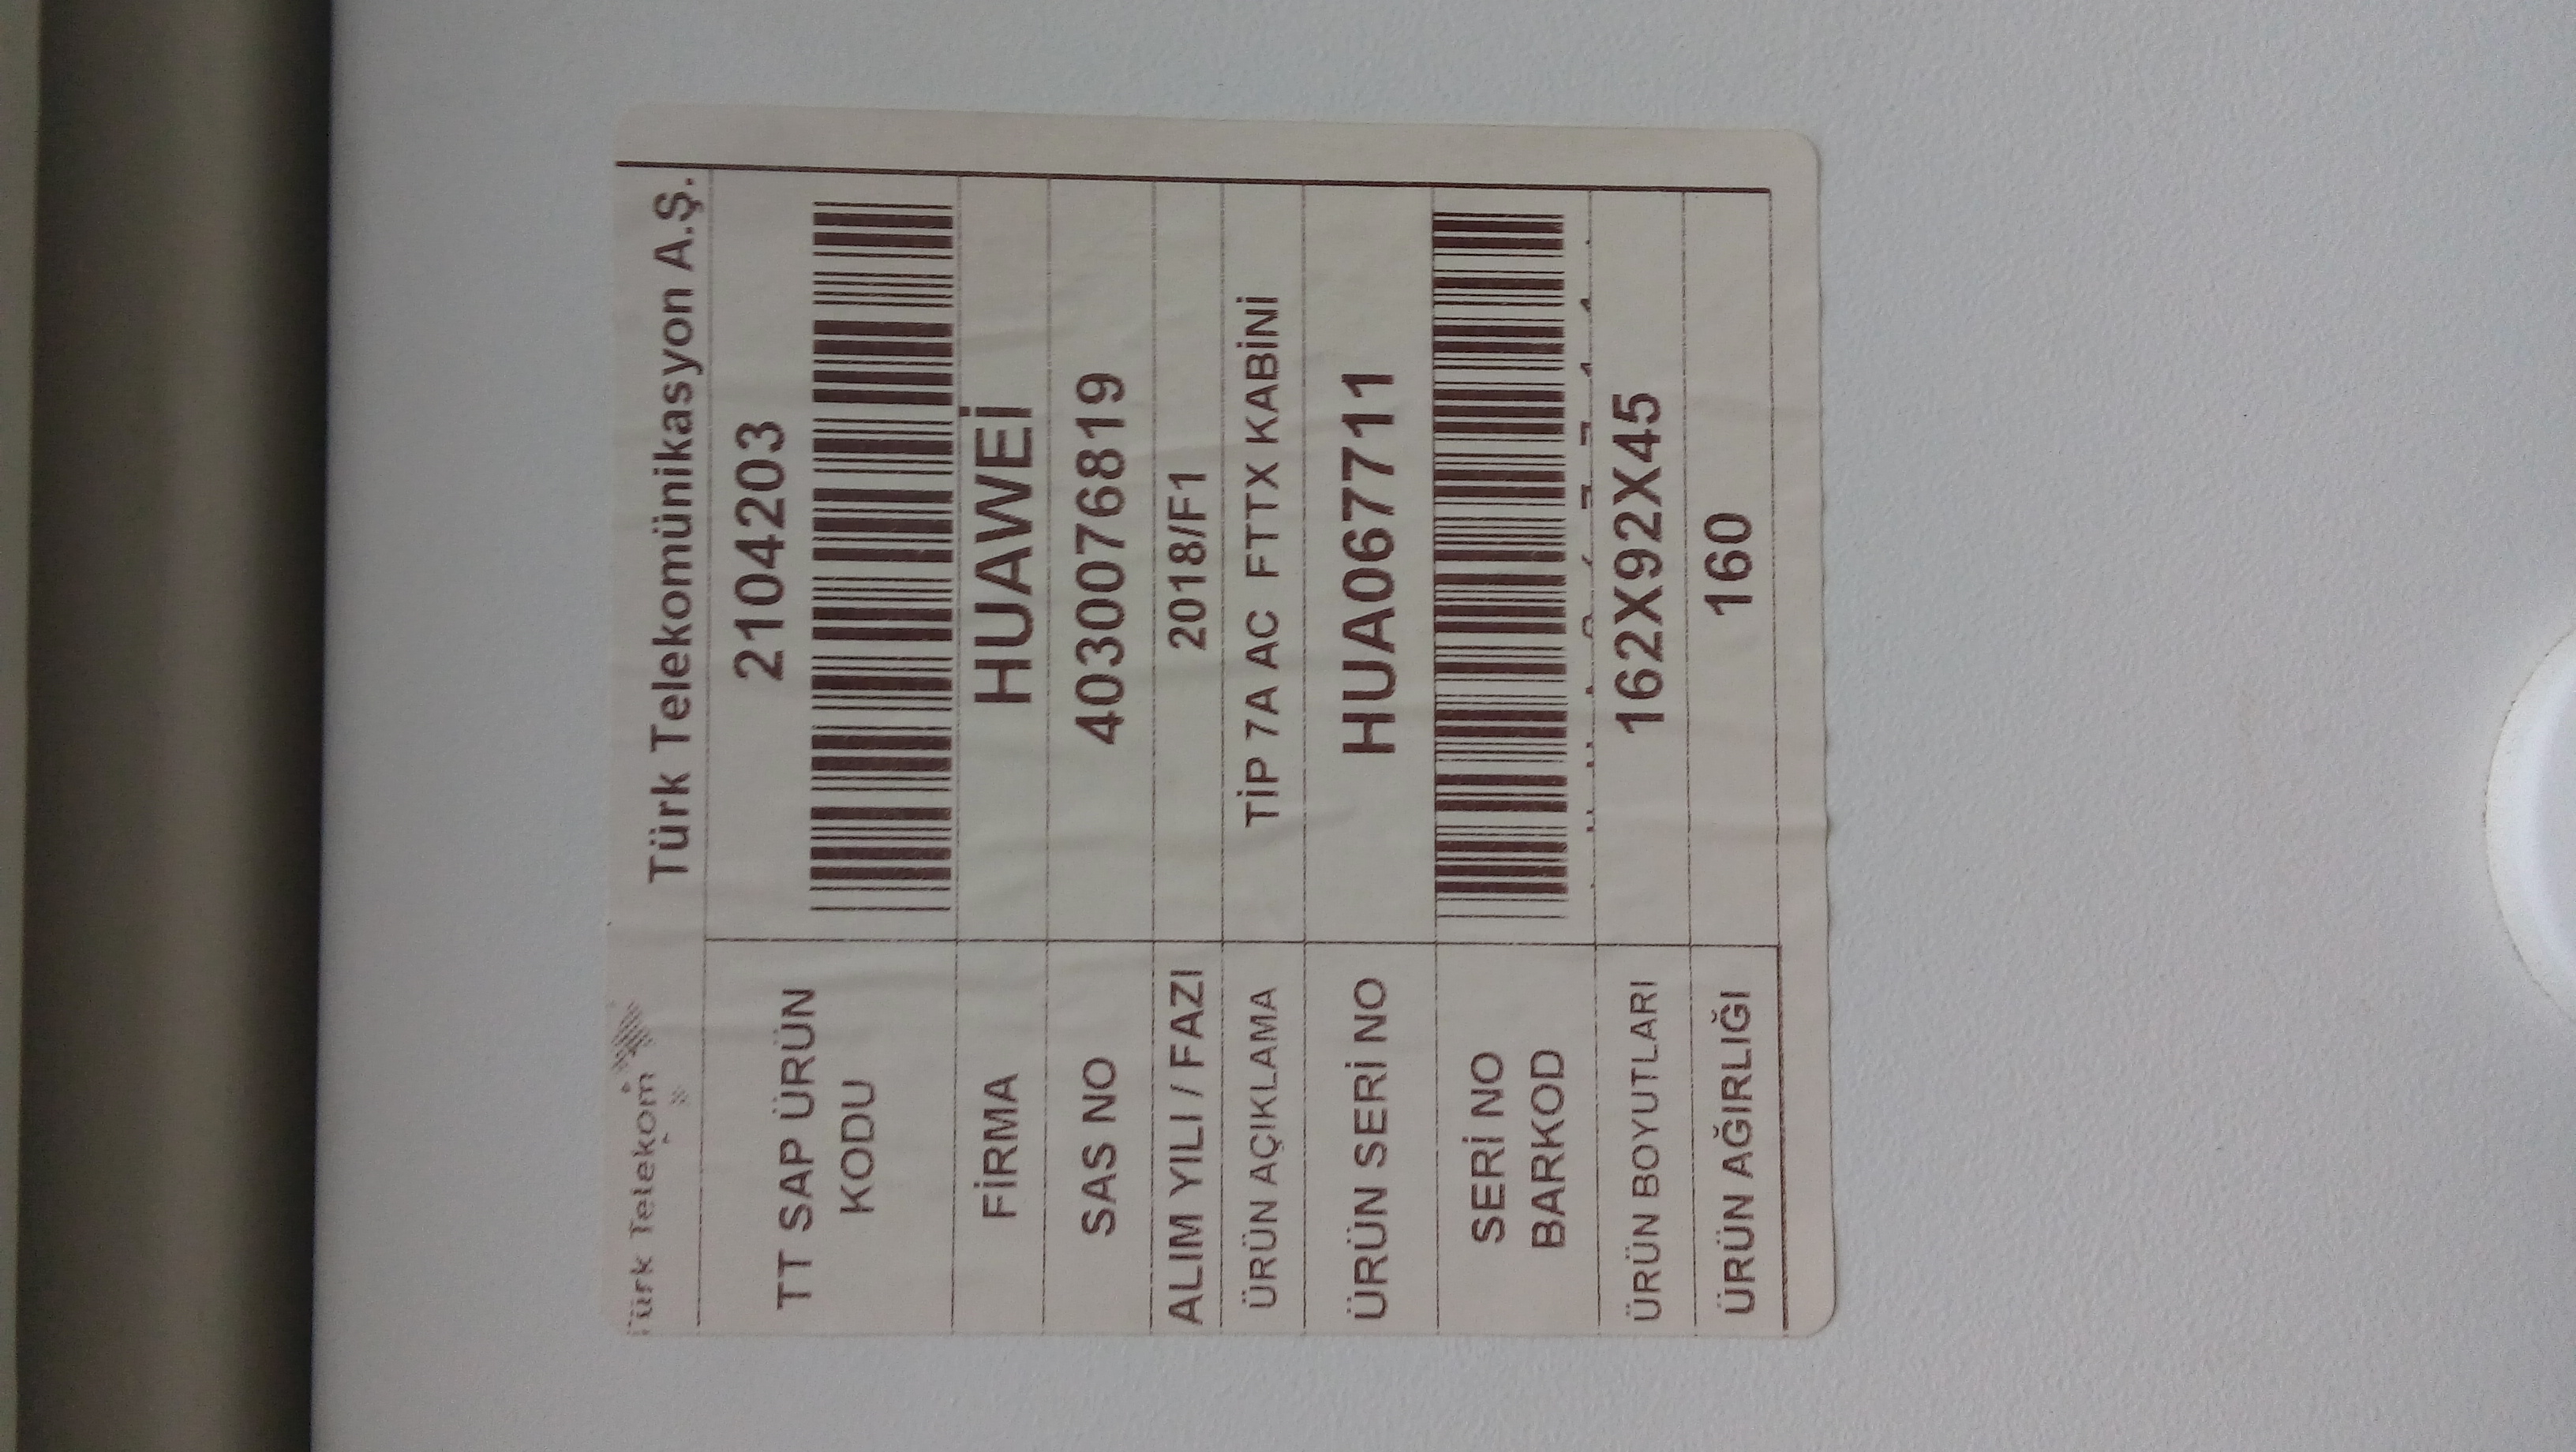 Türk Telekom
Türk Telekomünikasyon A.Ş.
TT SAP ÜRÜN
KODU
2104203
FİRMA
HUAWEİ
SAS NO
4030076819
ALIM YILI / FAZI
2018/F1
ÜRÜN AÇIKLAMA
TİP 7A AC FTTX KABİNİ
ÜRÜN SERİ NO
HUA067711
SERİ NO
BARKOD
ÜRÜN BOYUTLARI
162X92X45
ÜRÜN AĞIRLIĞI
160